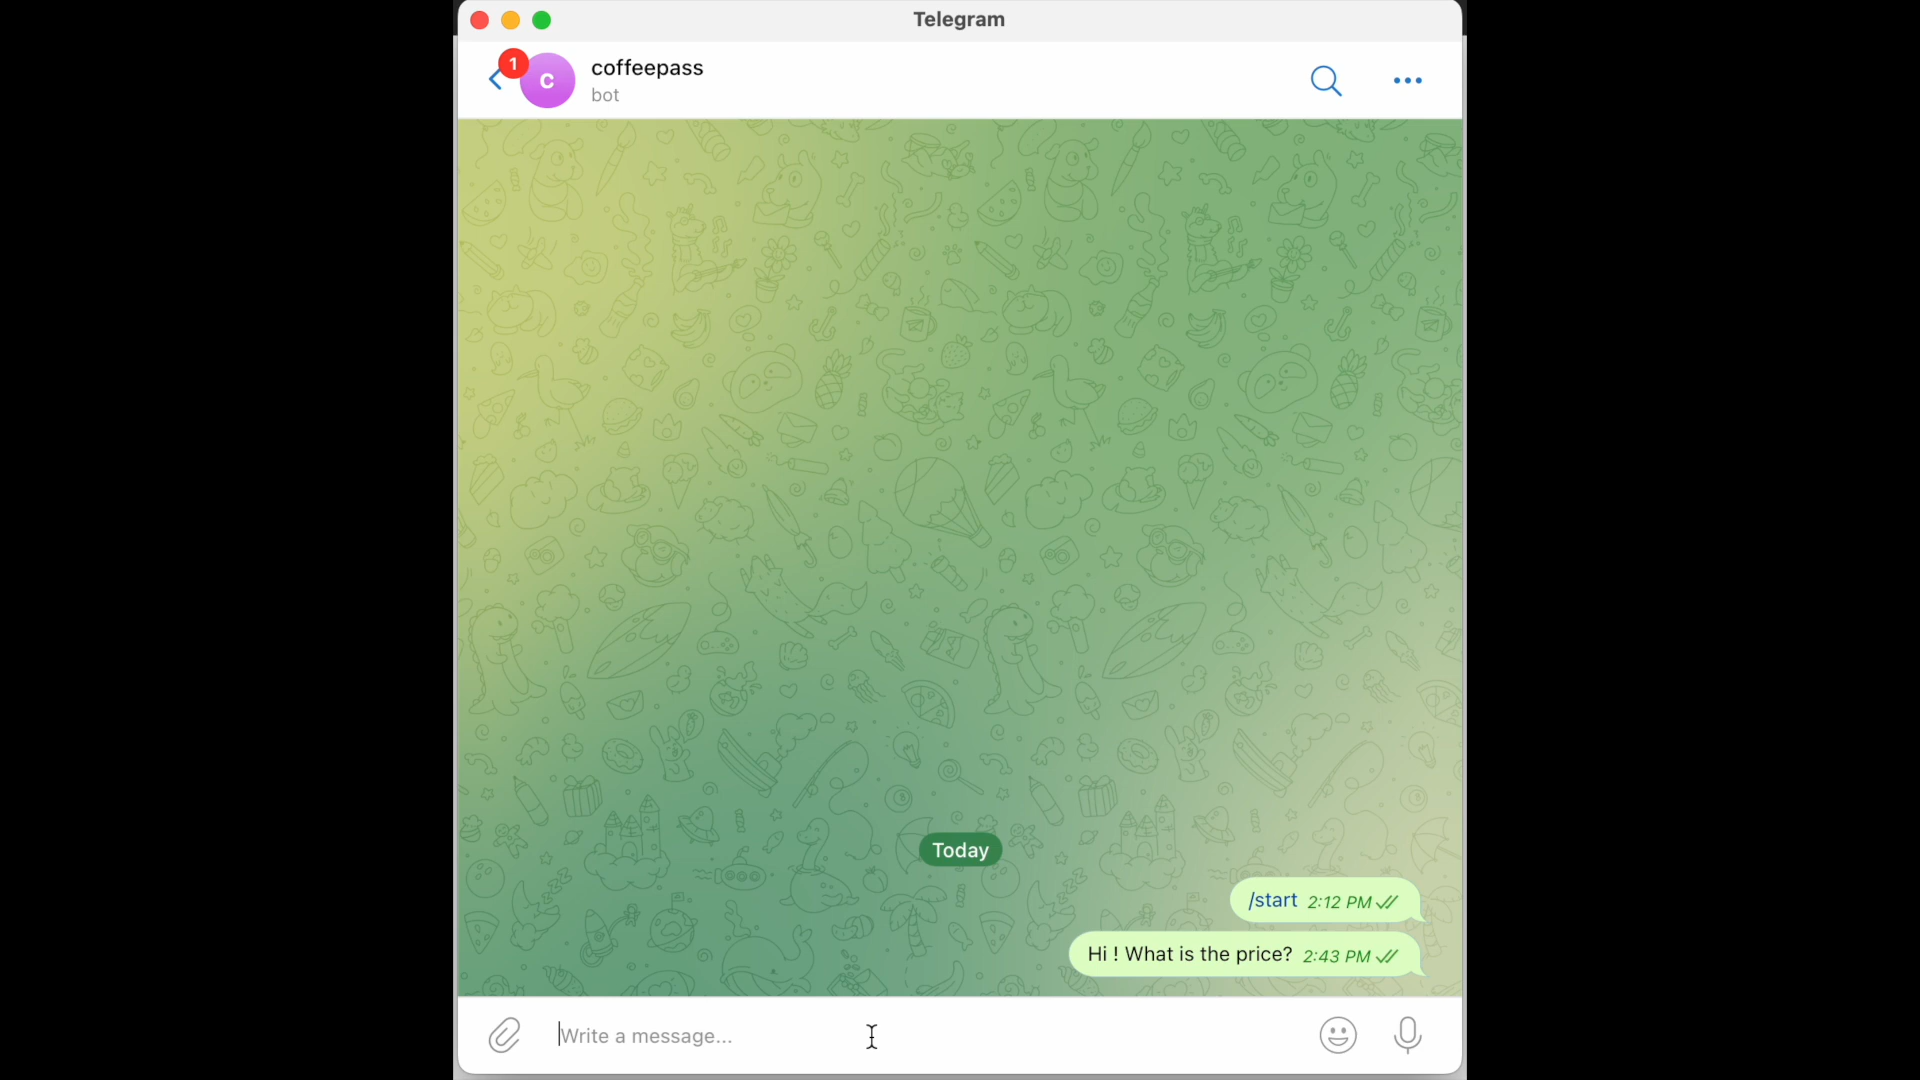 Telegram
1
C
coffeepass
bot
Today
/start 2:12 PM
Hi ! What is the price? 2:43 PM
Write a message...